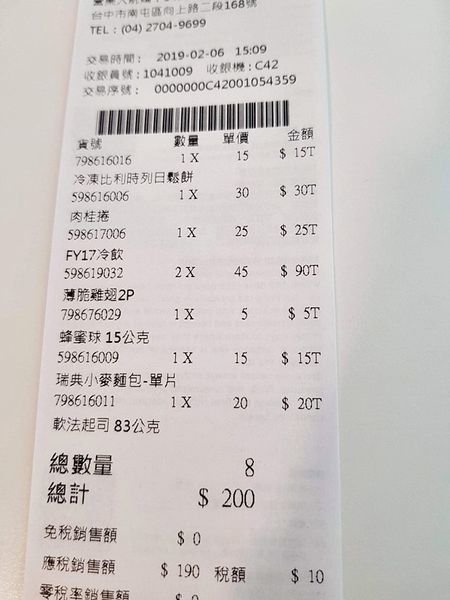 台中市南屯區向上路二段168號
TEL : (04) 2704-9699
交易時間： 2019-02-06 15:09
收銀員號 : 1041009 收銀機 : C42
交易序號 : 0000000C42001054359
貨號 數量 單價 金額
798616016 1 X 15 $ 15T
冷凍比利時列日鬆餅
598616006 1 X 30 $ 30T
肉桂捲
598617006 1 X 25 $ 25T
FY17冷飲
598619032 2 X 45 $ 90T
薄脆雞翅2P
798676029 1 X 5 $ 5T
蜂蜜球 15公克
598616009 1 X 15 $ 15T
瑞典小麥麵包-單片
798616011 1 X 20 $ 20T
軟法起司 83公克
總數量 8
總計 $ 200
免稅銷售額 $ 0
應稅銷售額 $ 190 稅額 $ 10
零稅率銷售額 $ 0